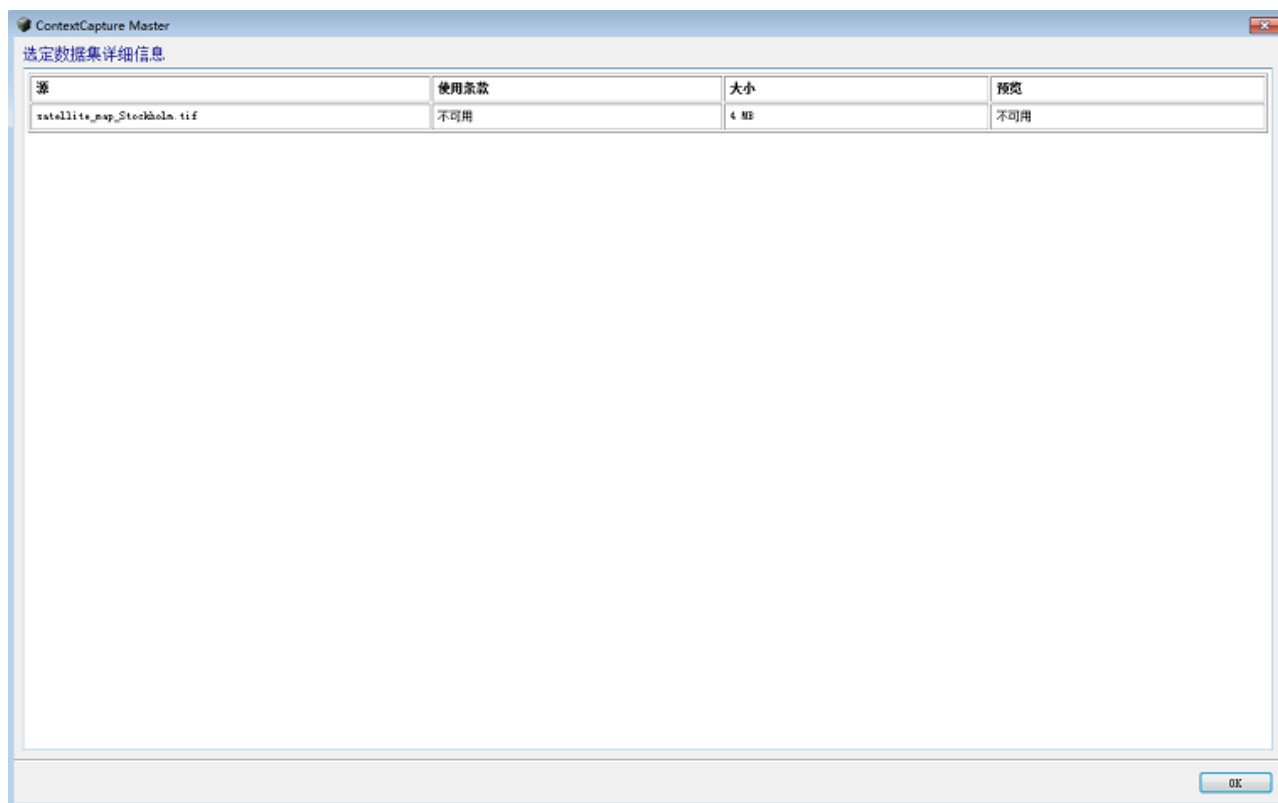 ContextCapture Master
选定数据集详细信息
源 使用条款 大小 预览
satellite_map_Stockholm.tif 不可用 4 MB 不可用
OK